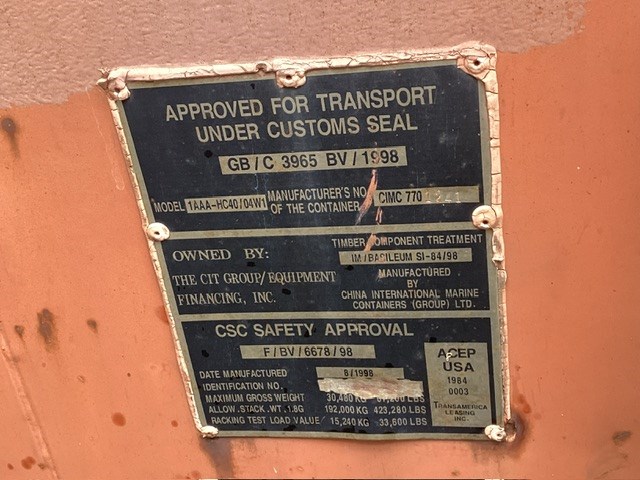 APPROVED FOR TRANSPORT
UNDER CUSTOMS SEAL
GB/C 3965 BV/1998
MODEL 1AAA-HC40/04W1 MANUFACTURER'S NO. OF THE CONTAINER CIMC 770
OWNED BY:
THE CIT GROUP/EQUIPMENT
FINANCING, INC.
TIMBER COMPONENT TREATMENT
IM/BASILEUM SI-84/98
MANUFACTURED
BY
CHINA INTERNATIONAL MARINE
CONTAINERS (GROUP) LTD.
CSC SAFETY APPROVAL
F/BV/6678/98
DATE MANUFACTURED 8/1998
IDENTIFICATION NO.
MAXIMUM GROSS WEIGHT 30,480 KG 67,200 LBS
ALLOW.STACK.WT.1.8G 192,000 KG 423,280 LBS
RACKING TEST LOAD VALUE 15,240 KG 33,600 LBS
ACEP
USA
1984
0003
TRANSAMERICA
LEASING
INC.